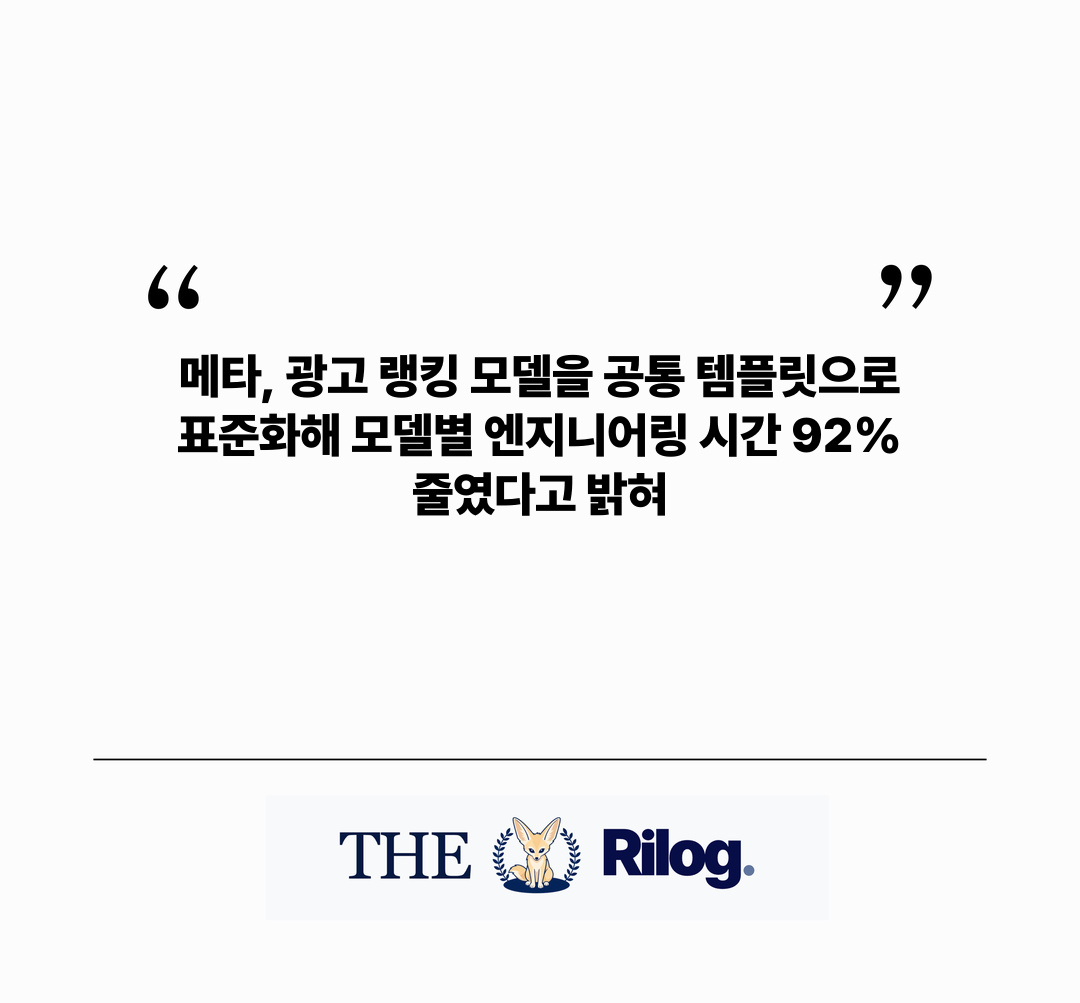 “ ”
메타, 광고 랭킹 모델을 공통 템플릿으로
표준화해 모델별 엔지니어링 시간 92%
줄였다고 밝혀
THE Rilog.